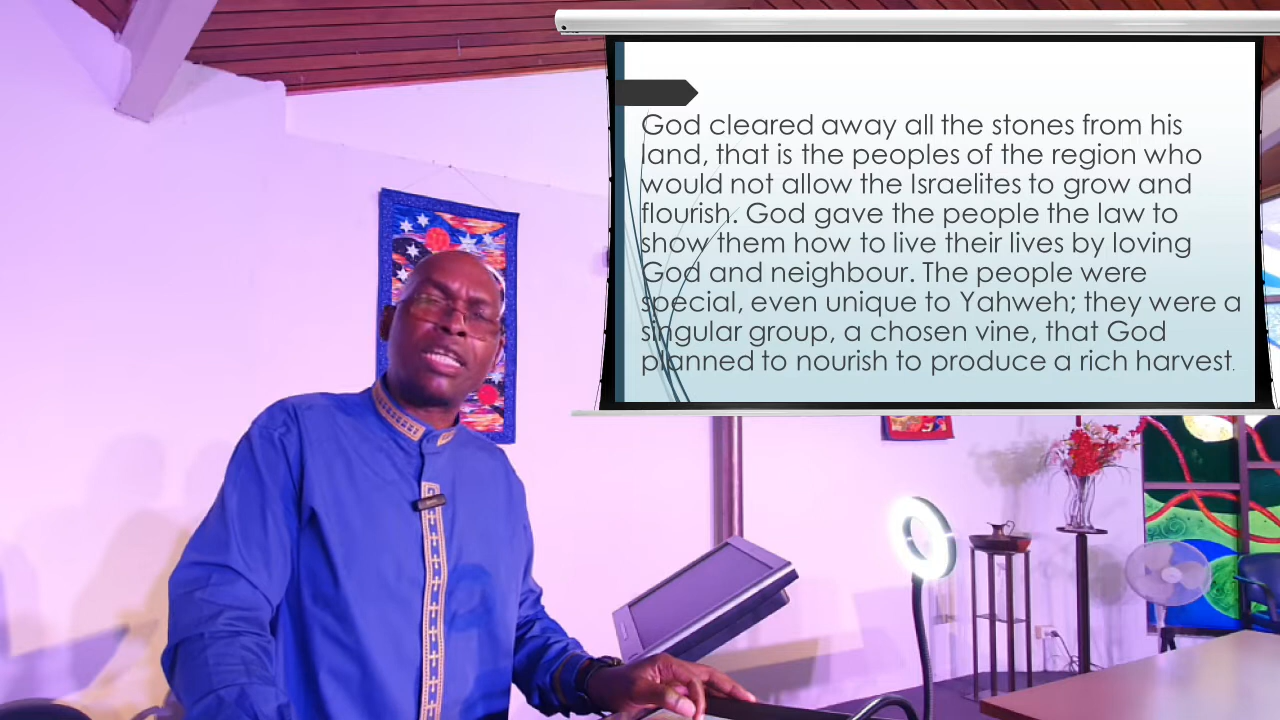 God cleared away all the stones from his
land, that is the peoples of the region who
would not allow the Israelites to grow and
flourish. God gave the people the law to
show them how to live their lives by loving
God and neighbour. The people were
special, even unique to Yahweh; they were a
singular group, a chosen vine, that God
planned to nourish to produce a rich harvest.